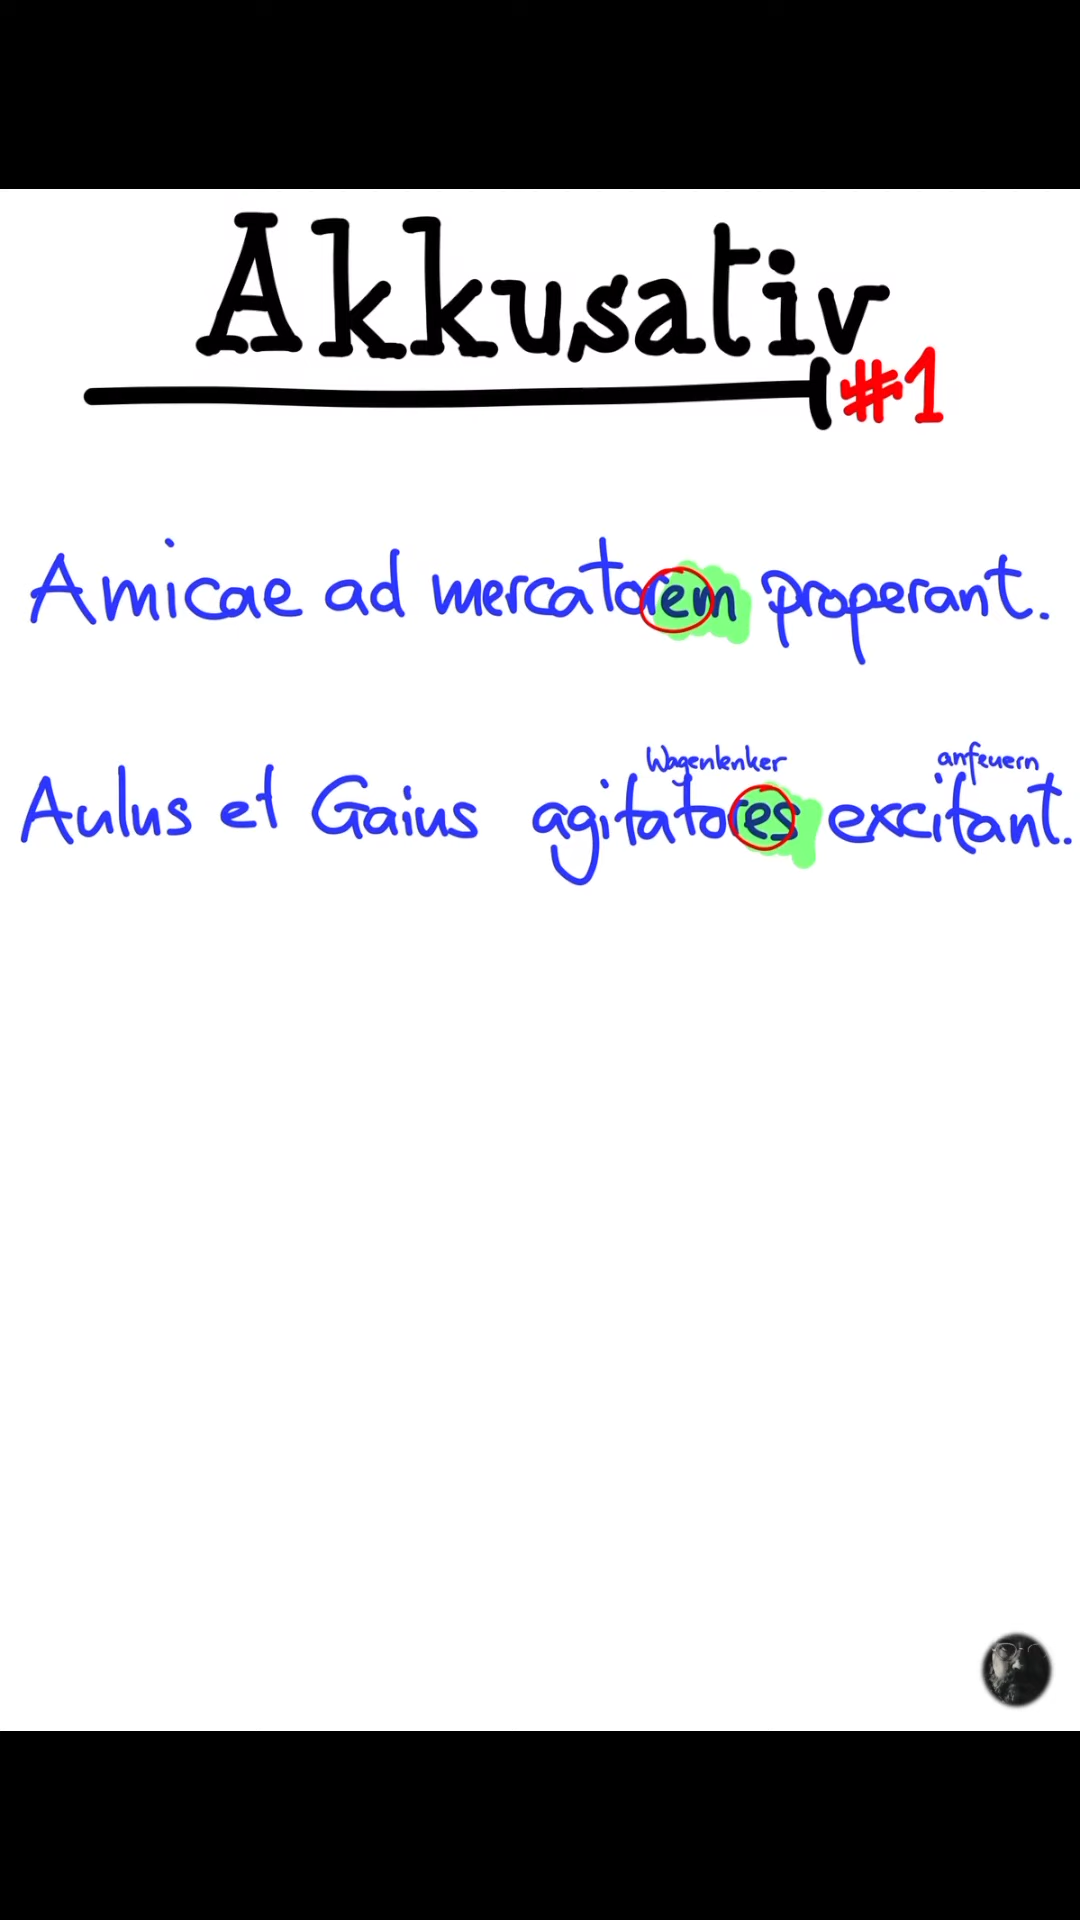 Akkusativ
#1
Amicae ad mercatorem properant.
Wagenlenker anfeuern
Aulus et Gaius agitatores excitant.